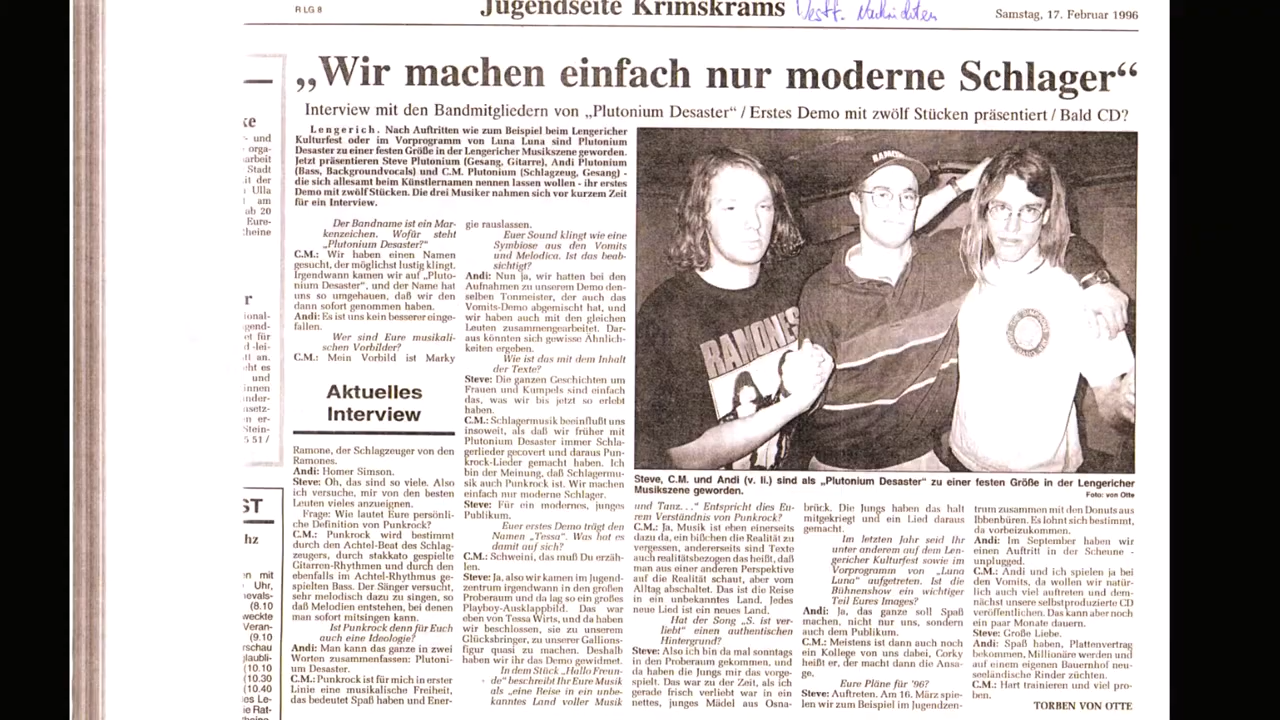 R LG 8
Jugendseite Krimskrams
Westf. Nachrichten
Samstag, 17. Februar 1996
„Wir machen einfach nur moderne Schlager“
Interview mit den Bandmitgliedern von „Plutonium Desaster“ / Erstes Demo mit zwölf Stücken präsentiert / Bald CD?
Lengerich. Nach Auftritten wie zum Beispiel beim Lengericher
Kulturfest oder im Vorprogramm von Luna Luna sind Plutonium
Desaster zu einer festen Größe in der Lengericher Musikszene geworden.
Jetzt präsentieren Steve Plutonium (Gesang, Gitarre), Andi Plutonium
(Bass, Backgroundvocals) und C.M. Plutonium (Schlagzeug, Gesang) -
die sich allesamt beim Künstlernamen nennen lassen wollen - ihr erstes
Demo mit zwölf Stücken. Die drei Musiker nahmen sich vor kurzem Zeit
für ein Interview.
Der Bandname ist ein Mar-
kenzeichen. Wofür steht
„Plutonium Desaster?“
C.M.: Wir haben einen Namen
gesucht, der möglichst lustig klingt.
Irgendwann kamen wir auf „Pluto-
nium Desaster“, und der Name hat
uns so umgehauen, daß wir den
dann sofort genommen haben.
Andi: Es ist uns kein besserer einge-
fallen.
Wer sind Eure musikali-
schen Vorbilder?
C.M.: Mein Vorbild ist Marky
Aktuelles
Interview
Ramone, der Schlagzeuger von den
Ramones.
Andi: Homer Simson.
Steve: Oh, das sind so viele. Also
ich versuche, mir von den besten
Leuten vieles anzueignen.
Frage: Wie lautet Eure persönli-
che Definition von Punkrock?
C.M.: Punkrock wird bestimmt
durch den Achtel-Beat des Schlag-
zeugers, durch stakkato gespielte
Gitarren-Rhythmen und durch den
ebenfalls im Achtel-Rhythmus ge-
spielten Bass. Der Sänger versucht,
sehr melodisch dazu zu singen, so
daß Melodien entstehen, bei denen
man sofort mitsingen kann.
Ist Punkrock denn für Euch
auch eine Ideologie?
Andi: Man kann das ganze in zwei
Worten zusammenfassen: Plutoni-
um Desaster.
C.M.: Punkrock ist für mich in erster
Linie eine musikalische Freiheit,
das bedeutet Spaß haben und Ener-
gie rauslassen.
Euer Sound klingt wie eine
Symbiose aus den Vomits
und Melodica. Ist das beab-
sichtigt?
Andi: Nun ja, wir hatten bei den
Aufnahmen zu unserem Demo den-
selben Tonmeister, der auch das
Vomits-Demo abgemischt hat, und
wir haben auch mit den gleichen
Leuten zusammengearbeitet. Dar-
aus könnten sich gewisse Ähnlich-
keiten ergeben.
Wie ist das mit dem Inhalt
der Texte?
Steve: Die ganzen Geschichten um
Frauen und Kumpels sind einfach
das, was wir bis jetzt so erlebt
haben.
C.M.: Schlagermusik beeinflußt uns
insoweit, als daß wir früher mit
Plutonium Desaster immer Schla-
gerlieder gecovert und daraus Pun-
krock-Lieder gemacht haben. Ich
bin der Meinung, daß Schlagermu-
sik auch Punkrock ist. Wir machen
einfach nur moderne Schlager.
Steve: Für ein modernes, junges
Publikum.
Euer erstes Demo trägt den
Namen „Tessa“. Was hat es
damit auf sich?
C.M.: Schweini, das muß Du erzäh-
len.
Steve: Ja, also wir kamen im Jugend-
zentrum irgendwann in den großen
Proberaum und da lag so ein großes
Playboy-Ausklappbild. Das war
eben von Tessa Wirts, und da haben
wir beschlossen, sie zu unserem
Glücksbringer, zu unserer Gallions-
figur quasi zu machen. Deshalb
haben wir ihr das Demo gewidmet.
In dem Stück „Hallo Freun-
de“ beschreibt Ihr Eure Musik
als „eine Reise in ein unbe-
kanntes Land voller Musik
RAMONES
Steve, C.M. und Andi (v. li.) sind als „Plutonium Desaster“ zu einer festen Größe in der Lengericher
Musikszene geworden.
Foto: von Otte
und Tanz. . .“ Entspricht dies Eu-
rem Verständnis von Punkrock?
C.M.: Ja, Musik ist eben einerseits
dazu da, ein bißchen die Realität zu
vergessen, andererseits sind Texte
auch realitätsbezogen das heißt, daß
man aus einer anderen Perspektive
auf die Realität schaut, aber vom
Alltag abschaltet. Das ist die Reise
in ein unbekanntes Land. Jedes
neue Lied ist ein neues Land.
Hat der Song „S. ist ver-
liebt“ einen authentischen
Hintergrund?
Steve: Also ich bin da mal sonntags
in den Proberaum gekommen, und
da haben die Jungs mir das vorge-
spielt. Das war zu der Zeit, als ich
gerade frisch verliebt war in ein
nettes, junges Mädel aus Osna-
brück. Die Jungs haben das halt
mitgekriegt und ein Lied daraus
gemacht.
Im letzten Jahr seid Ihr
unter anderem auf dem Len-
gericher Kulturfest sowie im
Vorprogramm von „Luna
Luna“ aufgetreten. Ist die
Bühnenshow ein wichtiger
Teil Eures Images?
Andi: Ja, das ganze soll Spaß
machen, nicht nur uns, sondern
auch dem Publikum.
C.M.: Meistens ist dann auch noch
ein Kollege von uns dabei, Corky
heißt er, der macht dann die Ansa-
ge.
Eure Pläne für '96?
Steve: Auftreten. Am 16. März spie-
len wir zum Beispiel im Jugendzen-
trum zusammen mit den Donuts aus
Ibbenbüren. Es lohnt sich bestimmt,
da vorbeizukommen.
Andi: Im September haben wir
einen Auftritt in der Scheune -
unplugged.
C.M.: Andi und ich spielen ja bei
den Vomits, da wollen wir natür-
lich auch viel auftreten und dem-
nächst unsere selbstproduzierte CD
veröffentlichen. Das kann aber noch
ein paar Monate dauern.
Steve: Große Liebe.
Andi: Spaß haben, Plattenvertrag
bekommen, Millionäre werden und
auf einem eigenen Bauernhof neu-
seeländische Rinder züchten.
C.M.: Hart trainieren und viel pro-
ben.
TORBEN VON OTTE